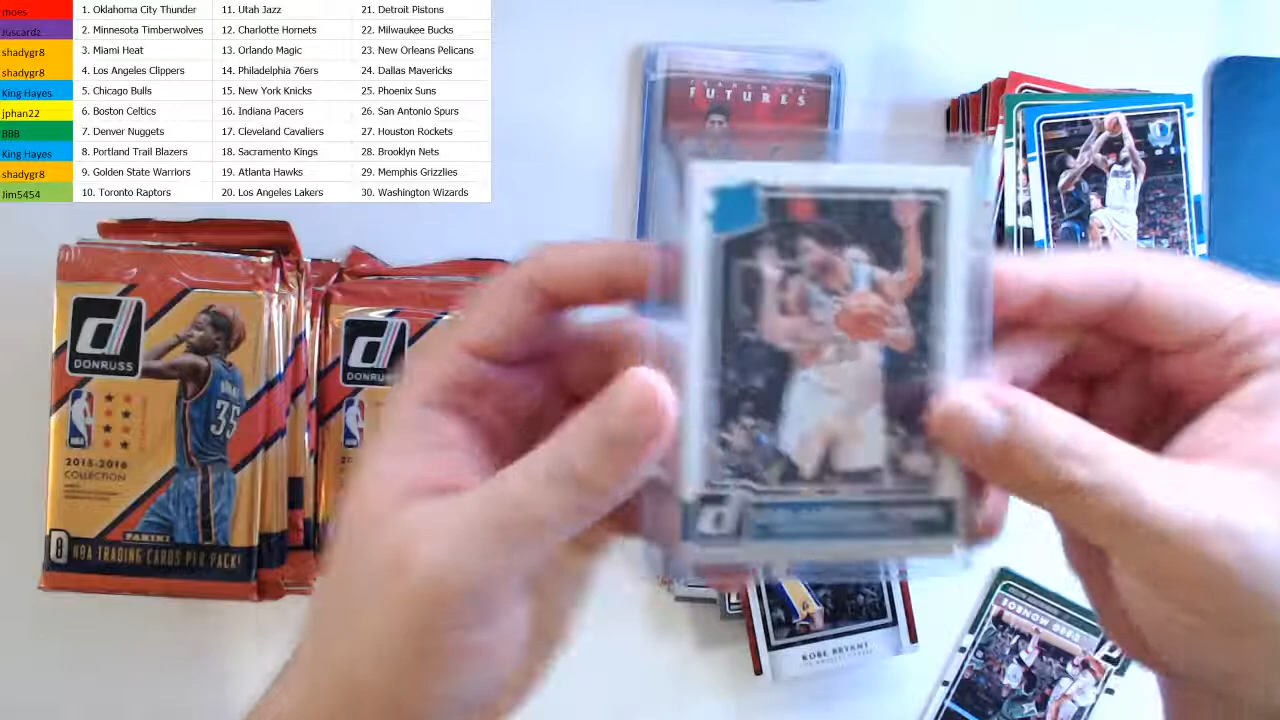 moes 1. Oklahoma City Thunder 11. Utah Jazz 21. Detroit Pistons
Juscardz 2. Minnesota Timberwolves 12. Charlotte Hornets 22. Milwaukee Bucks
shadygr8 3. Miami Heat 13. Orlando Magic 23. New Orleans Pelicans
shadygr8 4. Los Angeles Clippers 14. Philadelphia 76ers 24. Dallas Mavericks
King Hayes 5. Chicago Bulls 15. New York Knicks 25. Phoenix Suns
jphan22 6. Boston Celtics 16. Indiana Pacers 26. San Antonio Spurs
BBB 7. Denver Nuggets 17. Cleveland Cavaliers 27. Houston Rockets
King Hayes 8. Portland Trail Blazers 18. Sacramento Kings 28. Brooklyn Nets
shadygr8 9. Golden State Warriors 19. Atlanta Hawks 29. Memphis Grizzlies
Jim5454 10. Toronto Raptors 20. Los Angeles Lakers 30. Washington Wizards
FUTURES
d
DONRUSS
35
2015-2016
COLLECTION
PANINI
8 NBA TRADING CARDS PER PACK!
d
DONRUSS
KOBE BRYANT
GREG MONROE